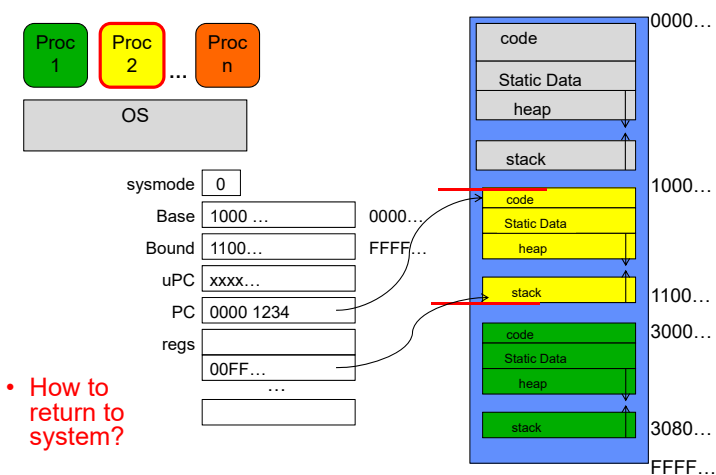 Proc
1
Proc
2
...
Proc
n
OS
sysmode 0
Base 1000 ... 0000...
Bound 1100... FFFF...
uPC xxxx...
PC 0000 1234
regs
00FF...
...
• How to
return to
system?
0000...
code
Static Data
heap
stack
1000...
code
Static Data
heap
stack
1100...
3000...
code
Static Data
heap
stack
3080...
FFFF...